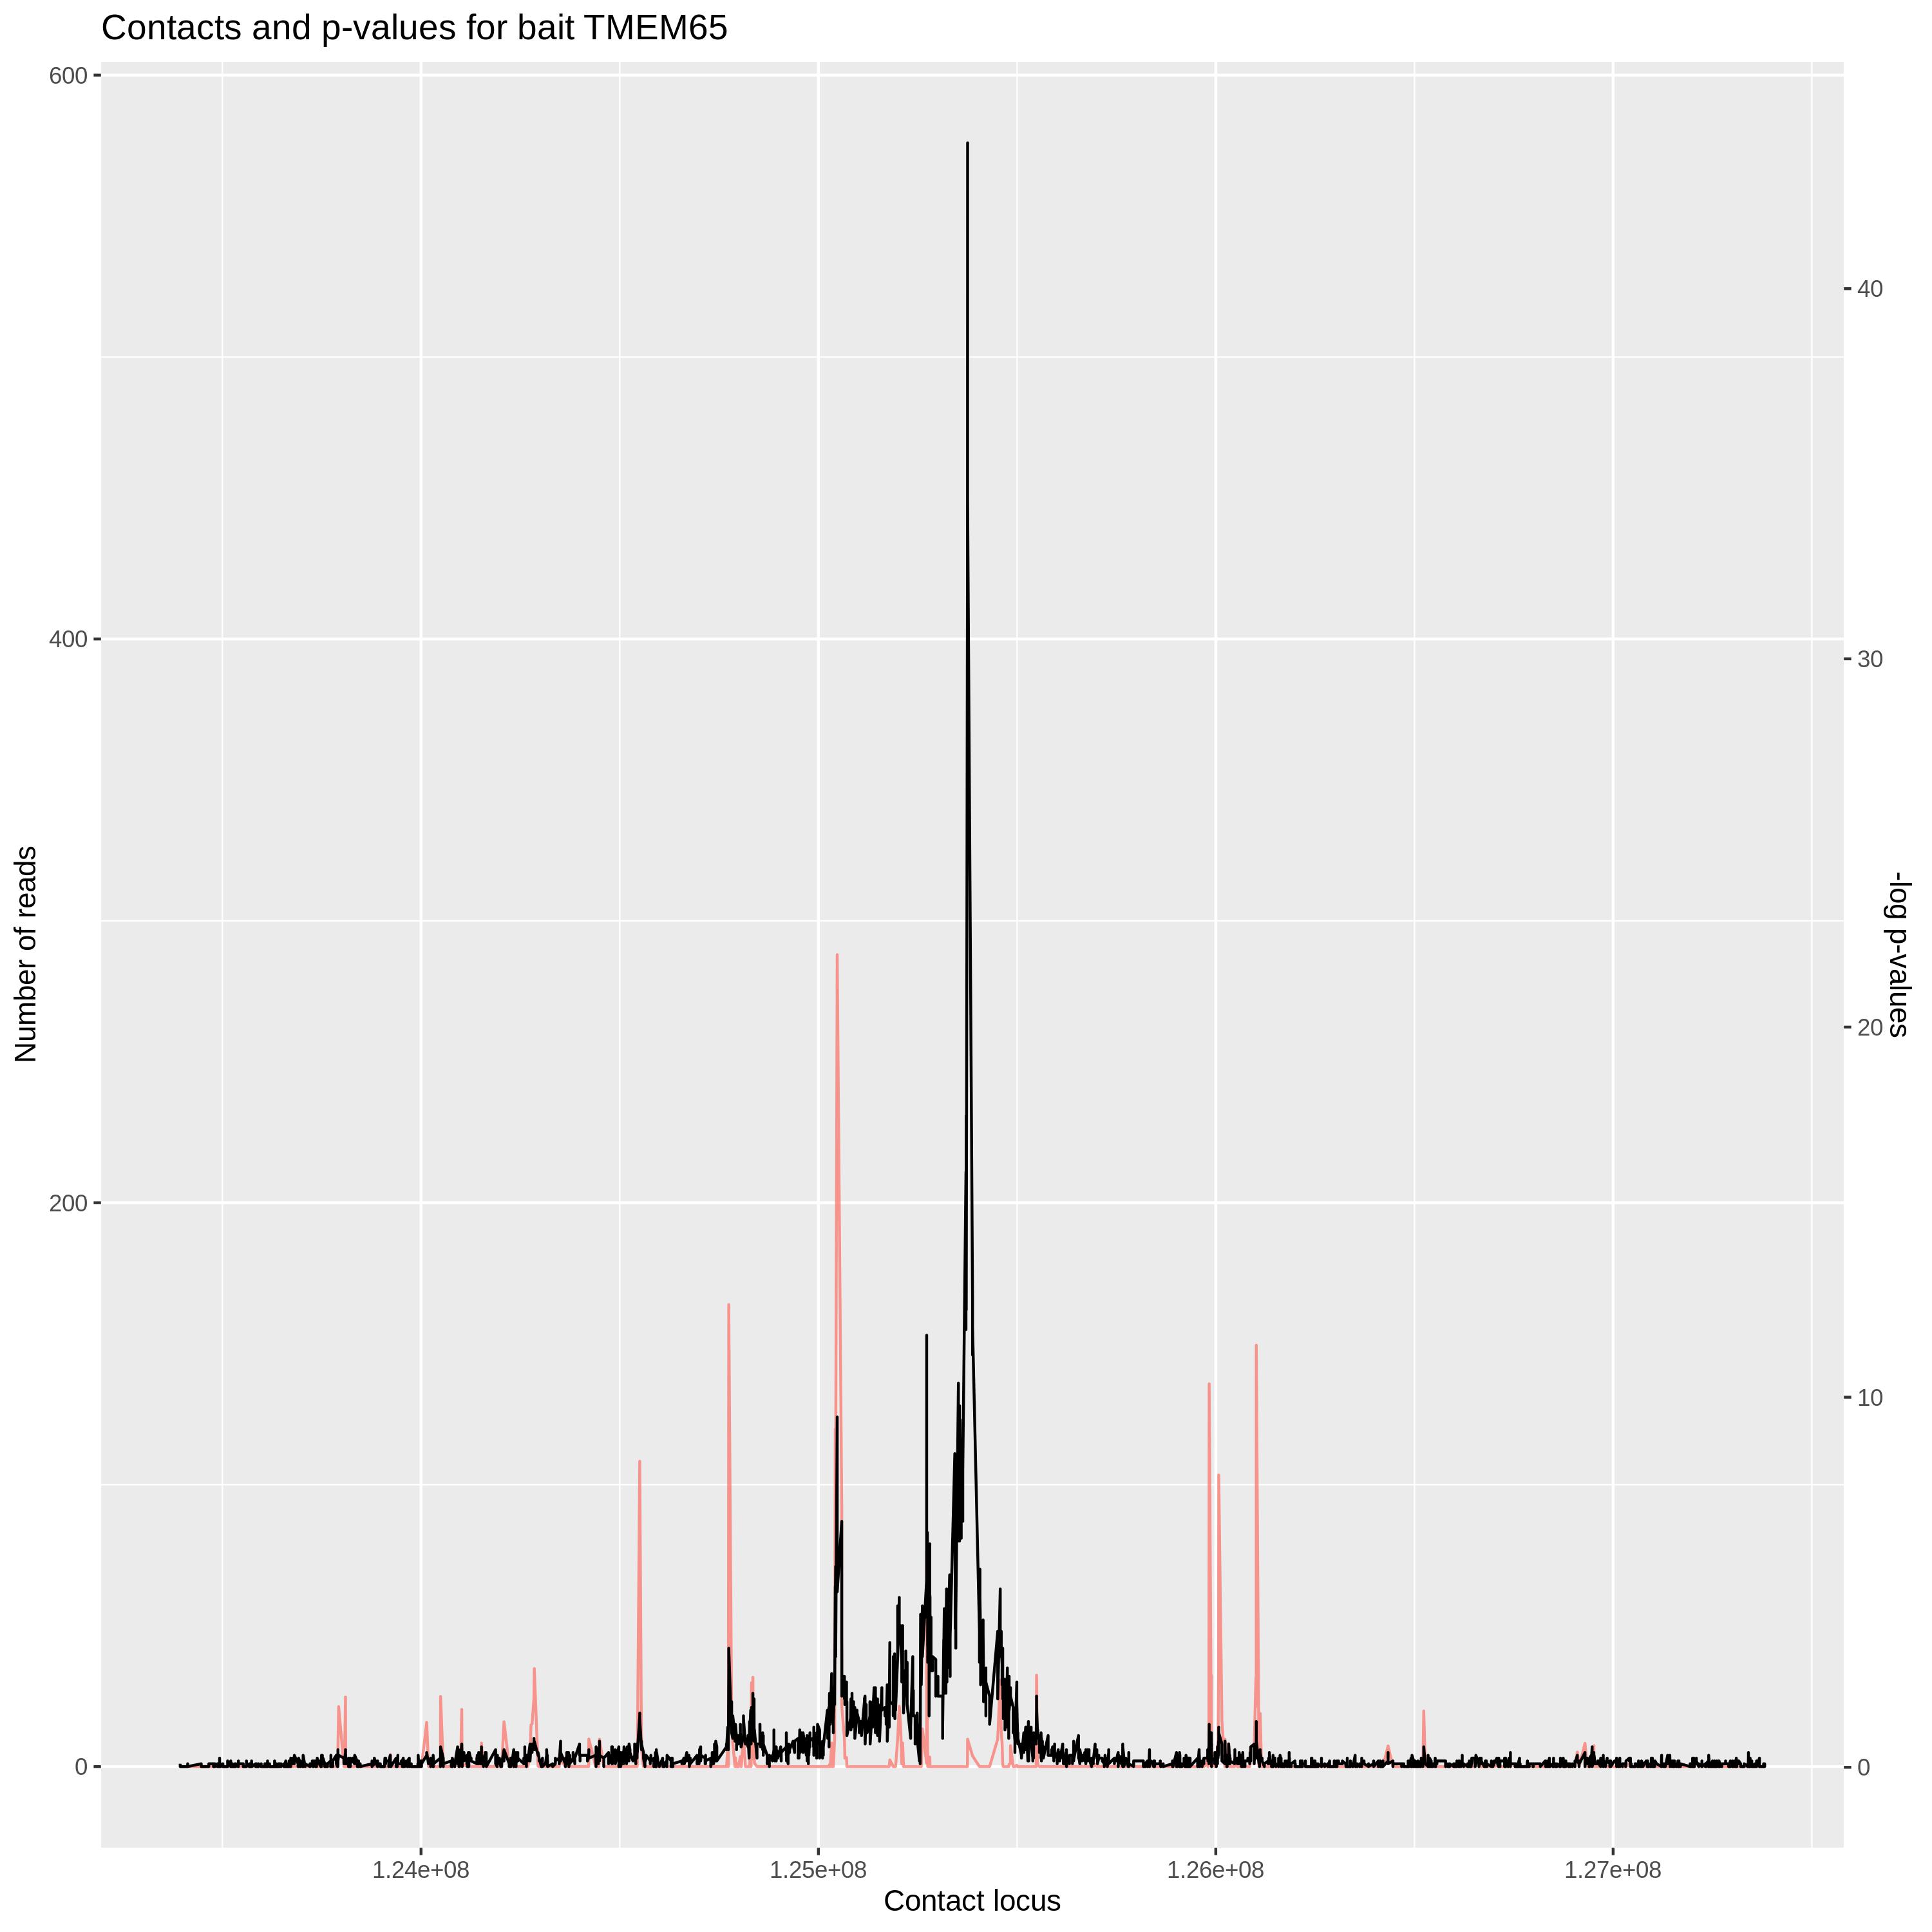 Contacts and p-values for bait TMEM65
600
400
200
0
Number of reads
40
30
20
10
0
-log p-values
1.24e+08
1.25e+08
1.26e+08
1.27e+08
Contact locus